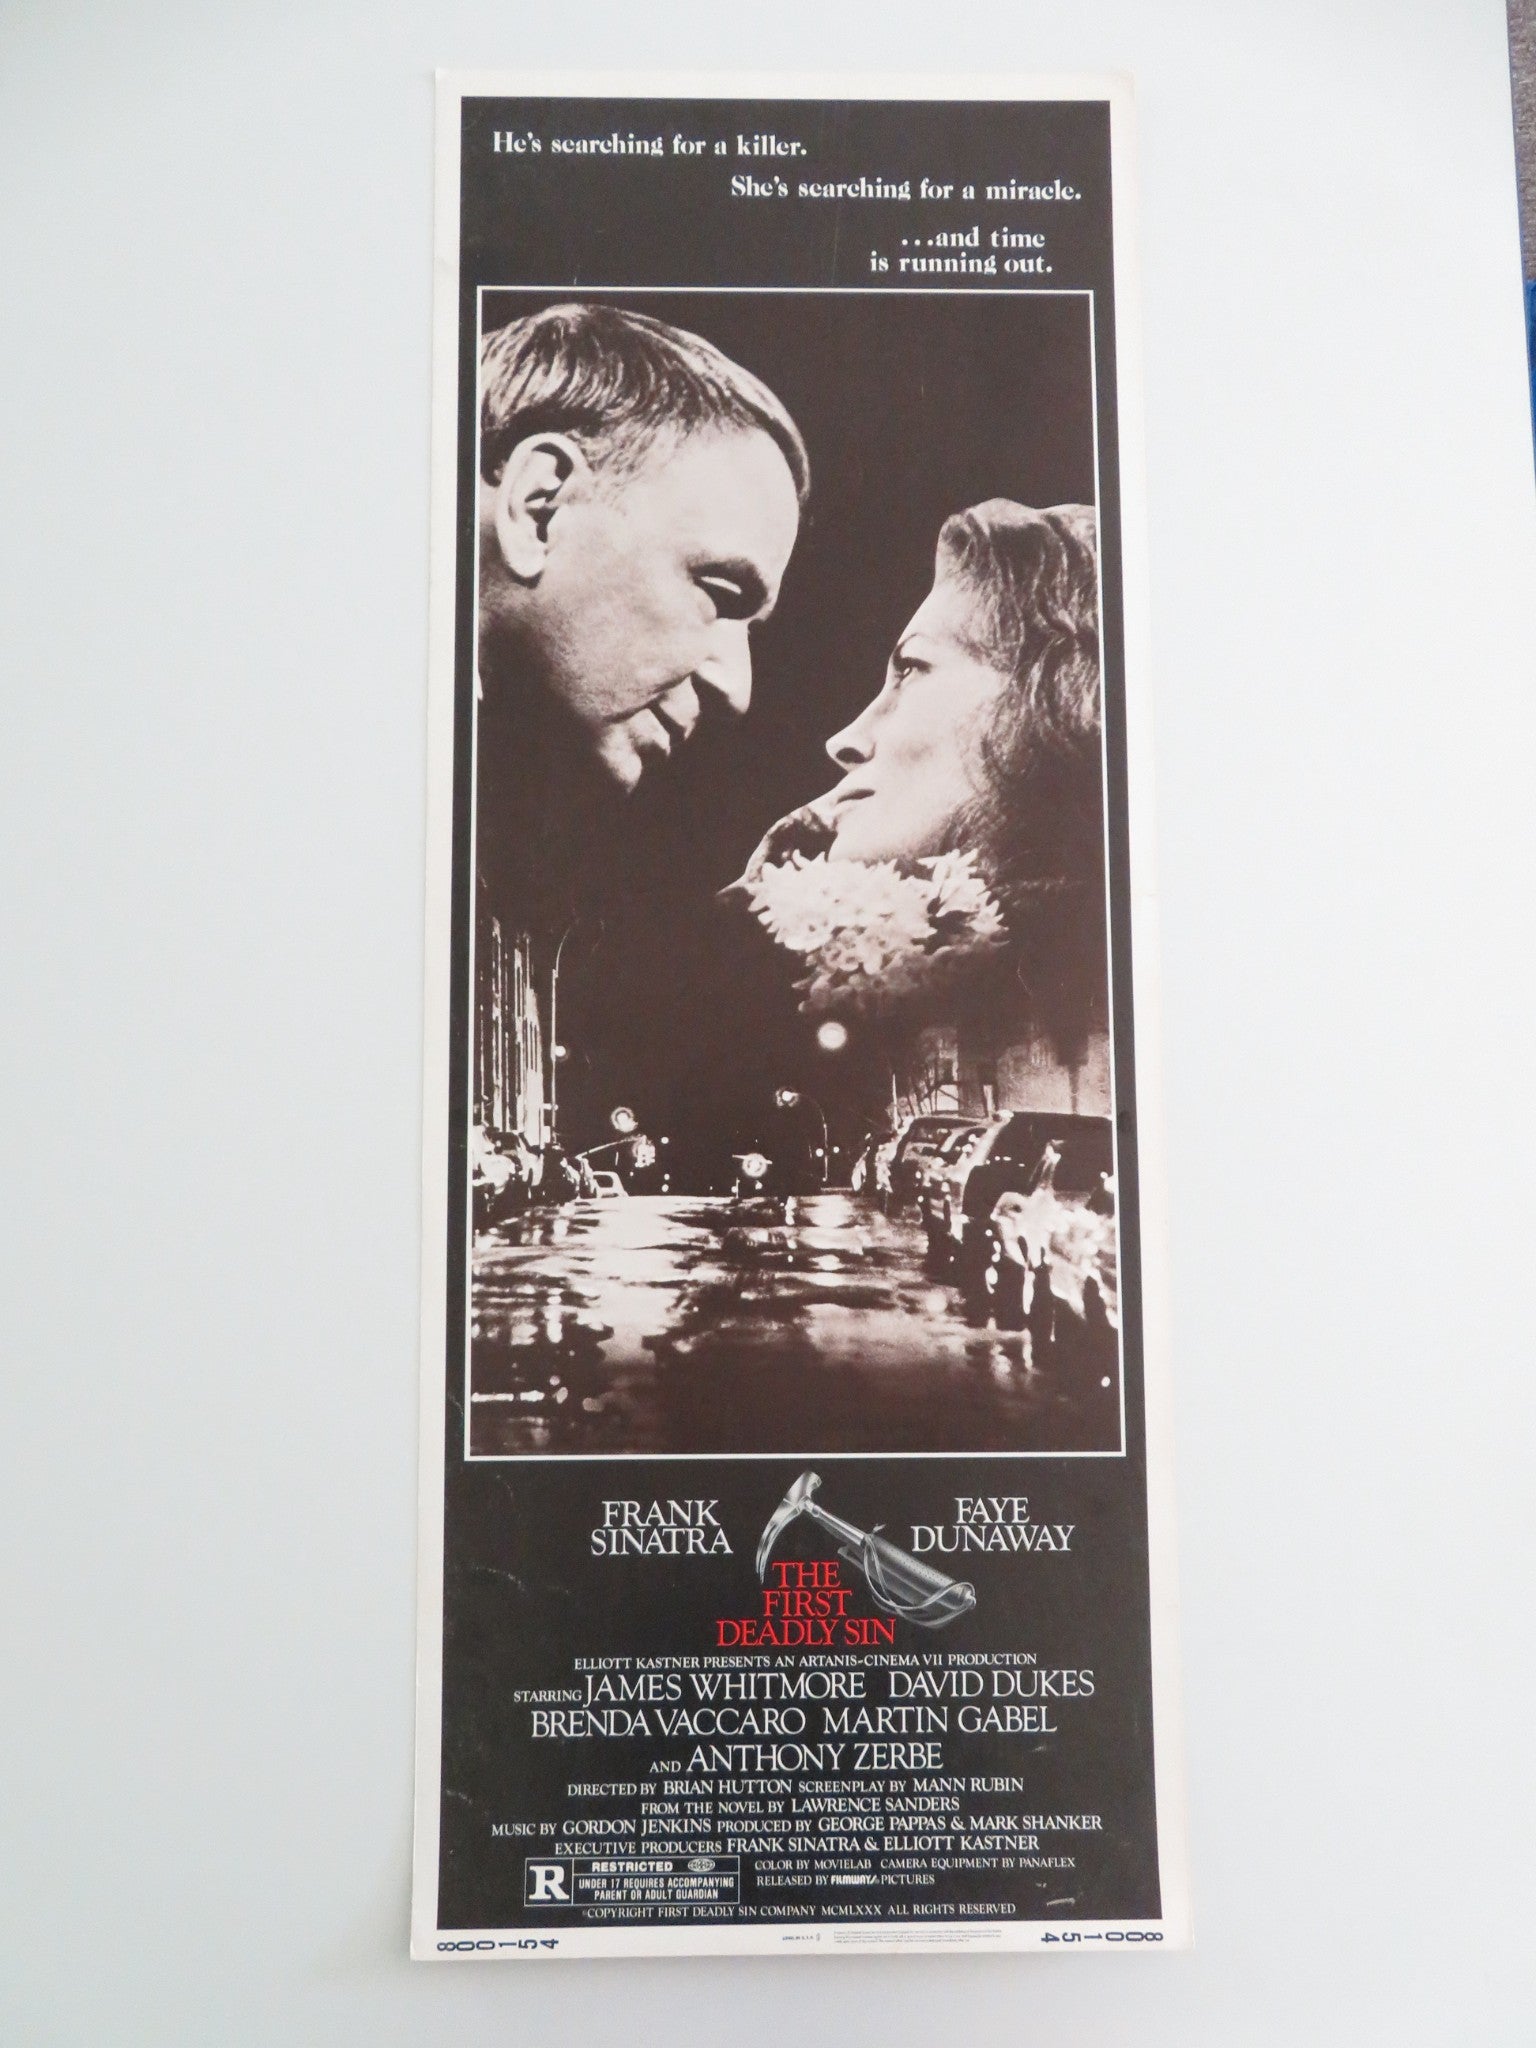 He's searching for a killer.
She's searching for a miracle.
...and time
is running out.
FRANK
SINATRA
FAYE
DUNAWAY
THE
FIRST
DEADLY SIN
ELLIOTT KASTNER PRESENTS AN ARTANIS-CINEMA VII PRODUCTION
STARRING JAMES WHITMORE DAVID DUKES
BRENDA VACCARO MARTIN GABEL
AND ANTHONY ZERBE
DIRECTED BY BRIAN HUTTON SCREENPLAY BY MANN RUBIN
FROM THE NOVEL BY LAWRENCE SANDERS
MUSIC BY GORDON JENKINS PRODUCED BY GEORGE PAPPAS & MARK SHANKER
EXECUTIVE PRODUCERS FRANK SINATRA & ELLIOTT KASTNER
R RESTRICTED
UNDER 17 REQUIRES ACCOMPANYING
PARENT OR ADULT GUARDIAN
COLOR BY MOVIELAB CAMERA EQUIPMENT BY PANAFLEX
RELEASED BY FILMWAYS PICTURES
©COPYRIGHT FIRST DEADLY SIN COMPANY MCMLXXX ALL RIGHTS RESERVED
800154
800154